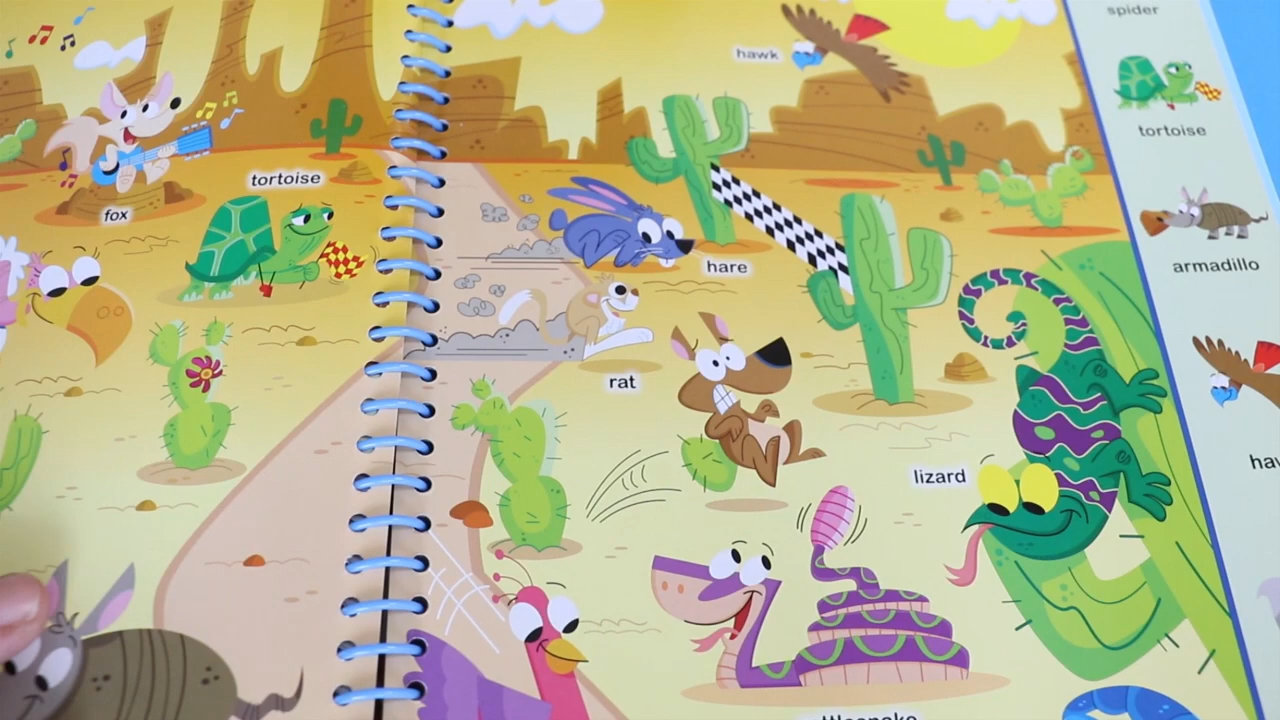 hawk
tortoise
fox
hare
rat
lizard
spider
tortoise
armadillo